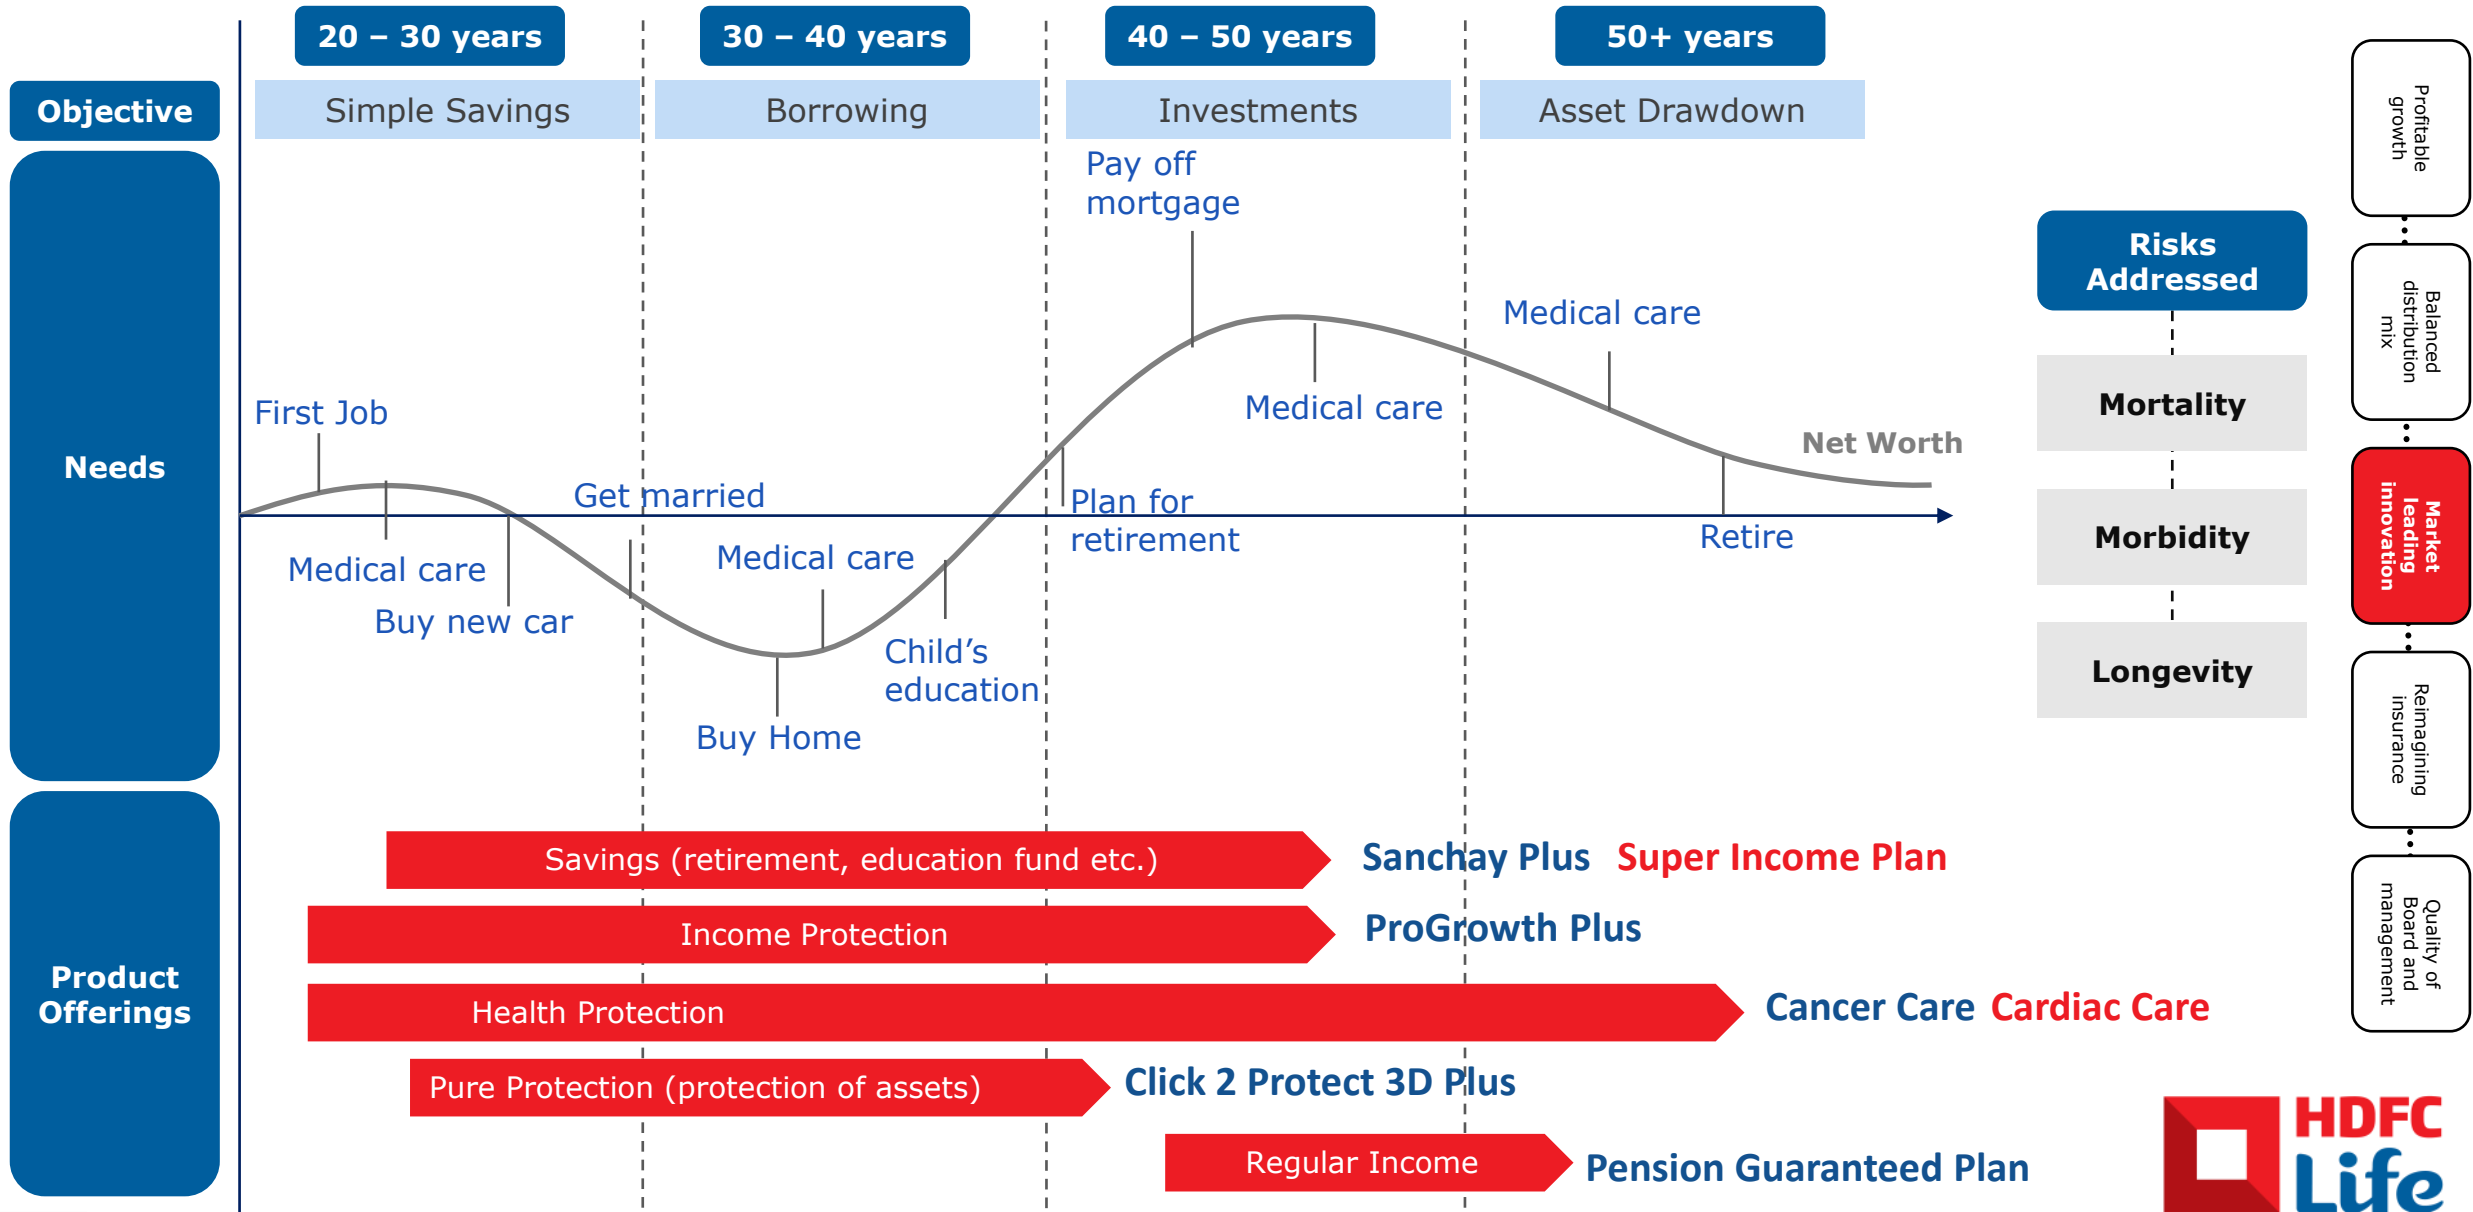 20 – 30 years
30 – 40 years
40 – 50 years
50+ years
Objective
Simple Savings
Borrowing
Investments
Asset Drawdown
Needs
Pay off
mortgage
First Job
Medical care
Buy new car
Get married
Medical care
Buy Home
Child’s
education
Plan for
retirement
Medical care
Medical care
Net Worth
Retire
Risks
Addressed
Mortality
Morbidity
Longevity
Product
Offerings
Savings (retirement, education fund etc.)
Sanchay Plus Super Income Plan
Income Protection
ProGrowth Plus
Health Protection
Cancer Care Cardiac Care
Pure Protection (protection of assets)
Click 2 Protect 3D Plus
Regular Income
Pension Guaranteed Plan
Profitable
growth
Balanced
distribution
mix
Market
leading
innovation
Reimagining
insurance
Quality of
Board and
management
HDFC
Life